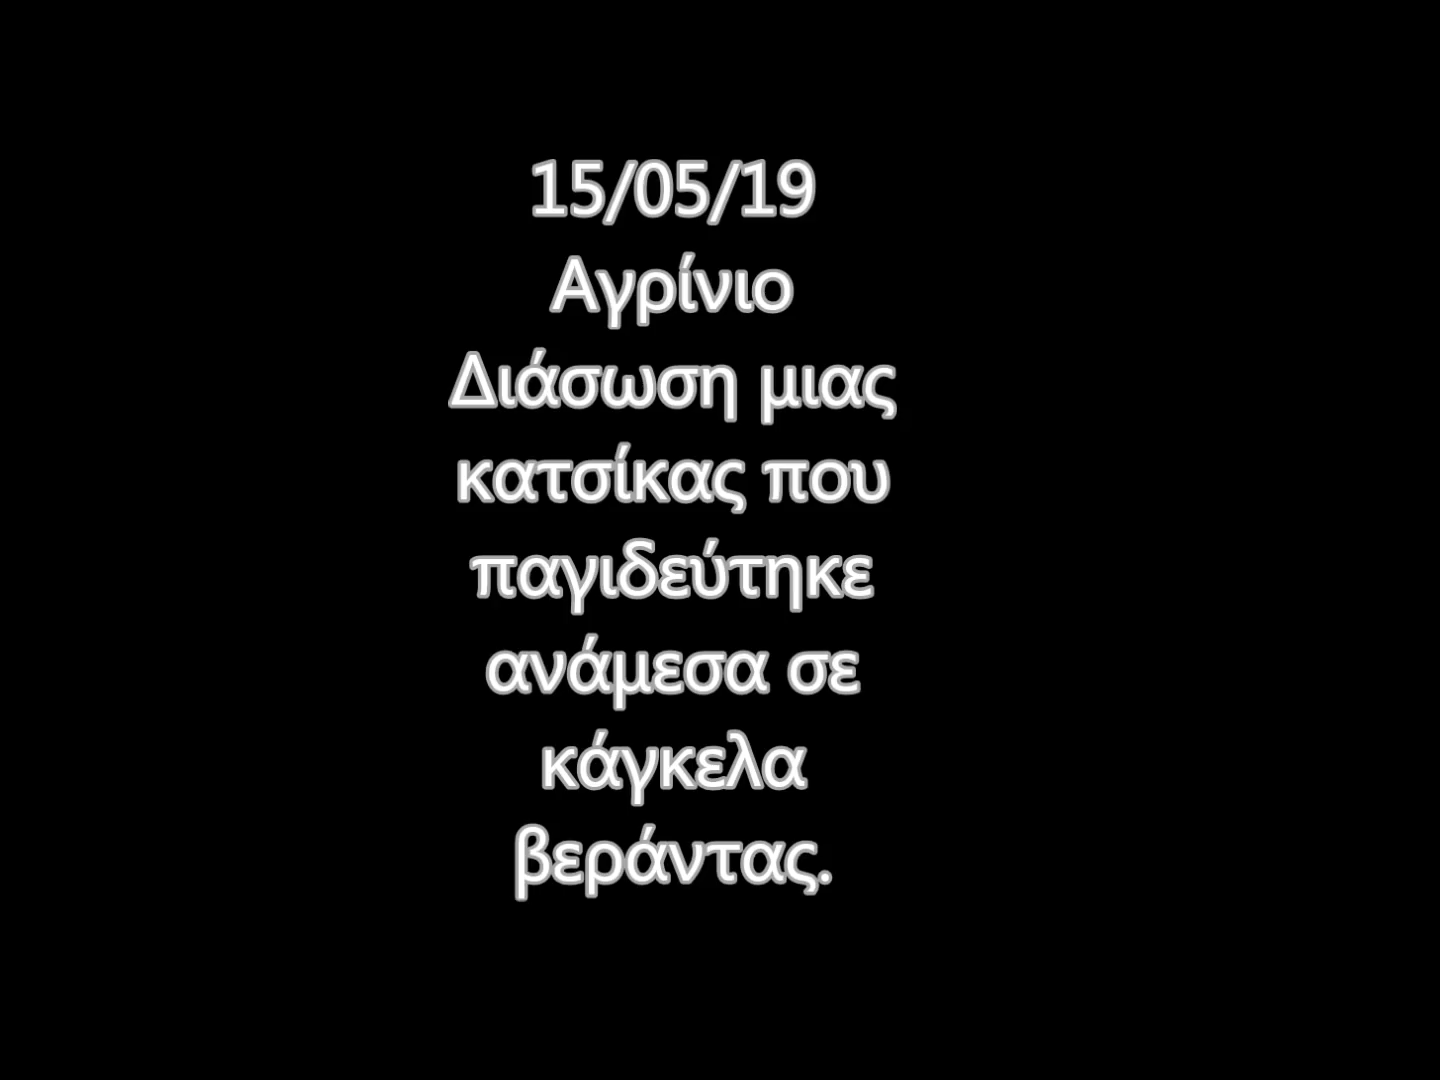 15/05/19
Αγρίνιο
Διάσωση μιας
κατσίκας που
παγιδεύτηκε
ανάμεσα σε
κάγκελα
βεράντας.